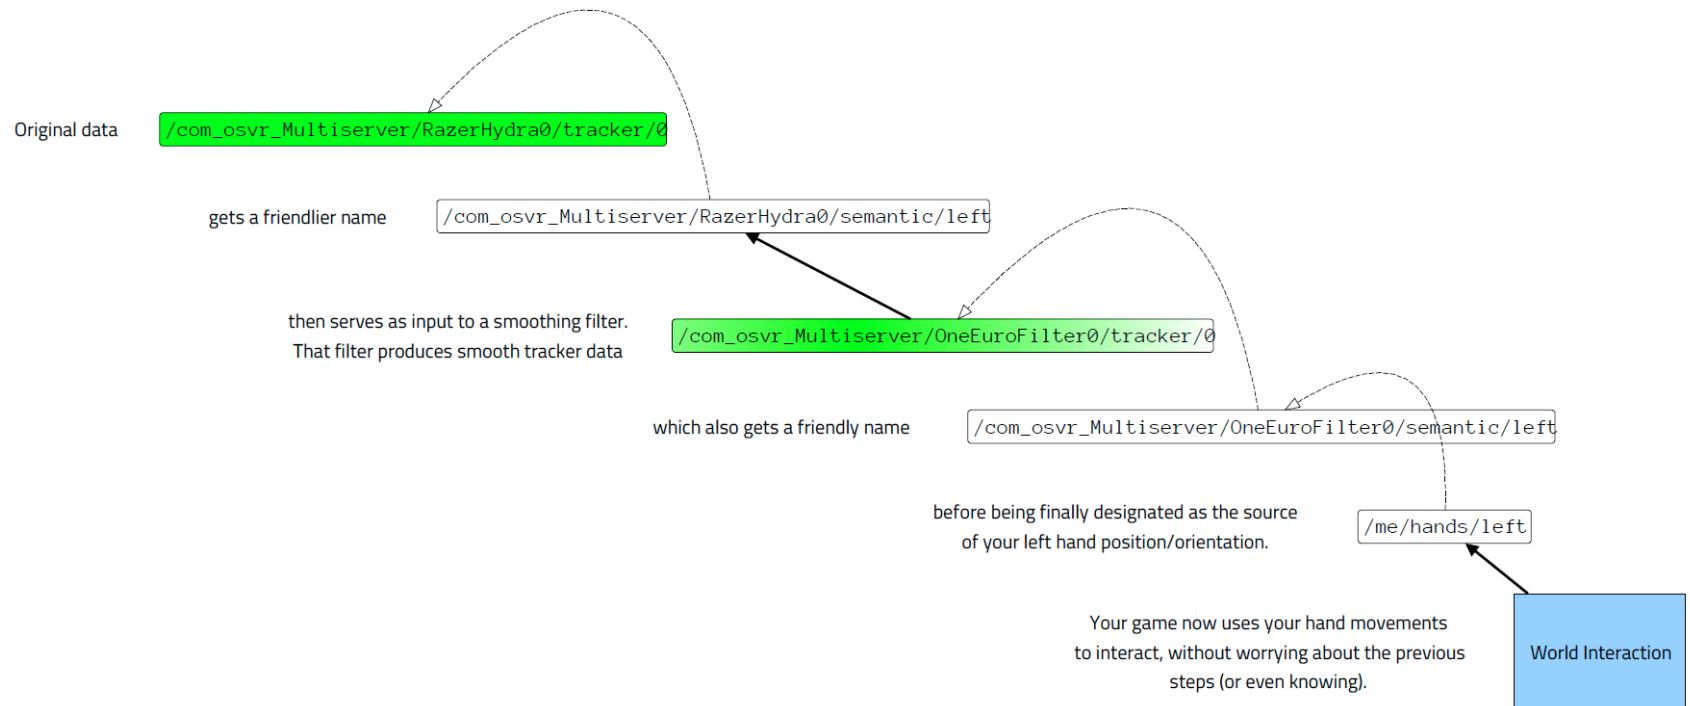 Original data
/com_osvr_Multiserver/RazerHydra0/tracker/0
gets a friendlier name
/com_osvr_Multiserver/RazerHydra0/semantic/left
then serves as input to a smoothing filter.
That filter produces smooth tracker data
/com_osvr_Multiserver/OneEuroFilter0/tracker/0
which also gets a friendly name
/com_osvr_Multiserver/OneEuroFilter0/semantic/left
before being finally designated as the source
of your left hand position/orientation.
/me/hands/left
Your game now uses your hand movements
to interact, without worrying about the previous
steps (or even knowing).
World Interaction